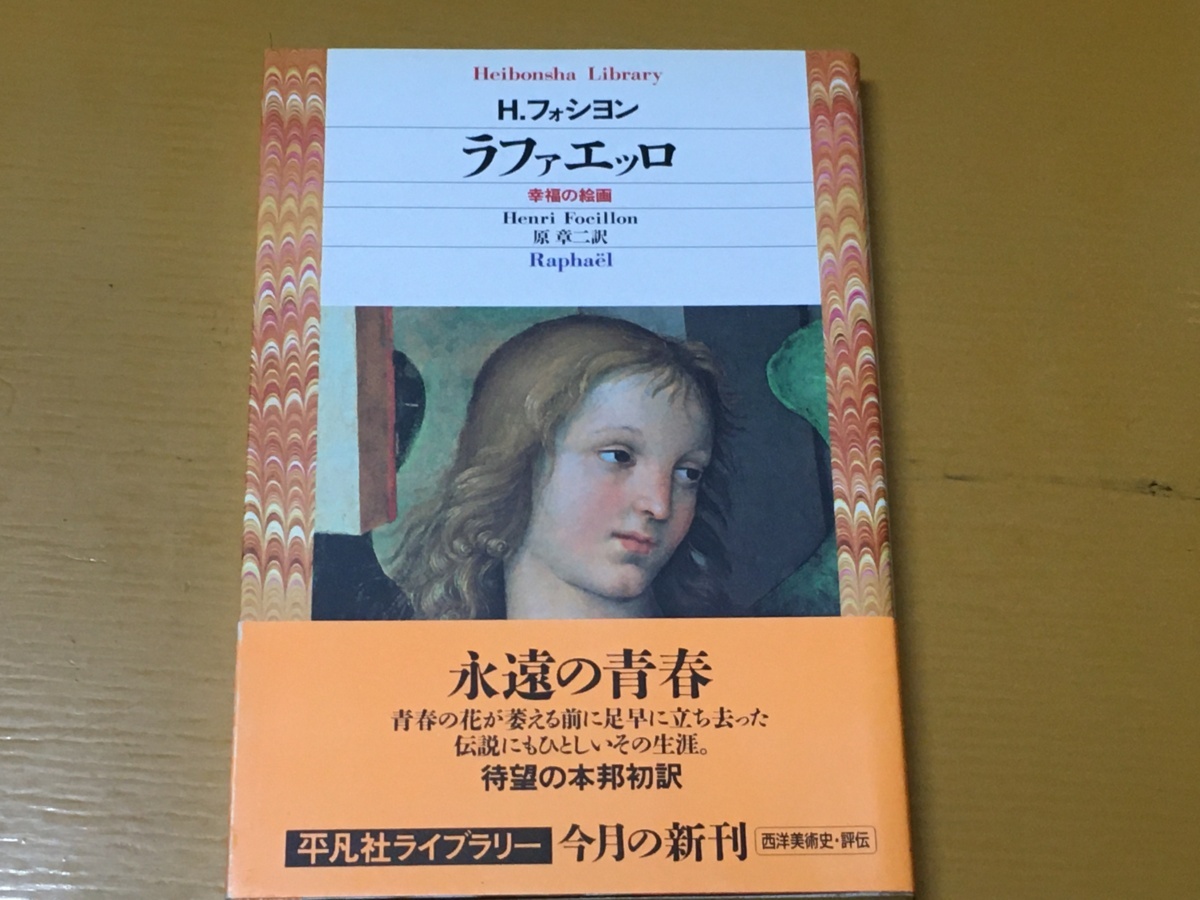 Heibonsha Library
H.フォシヨン
ラファエッロ
幸福の絵画
Henri Focillon
原 章二訳
Raphaël
永遠の青春
青春の花が萎える前に足早に立ち去った
伝説にもひとしいその生涯。
待望の本邦初訳
平凡社ライブラリー 今月の新刊 西洋美術史・評伝